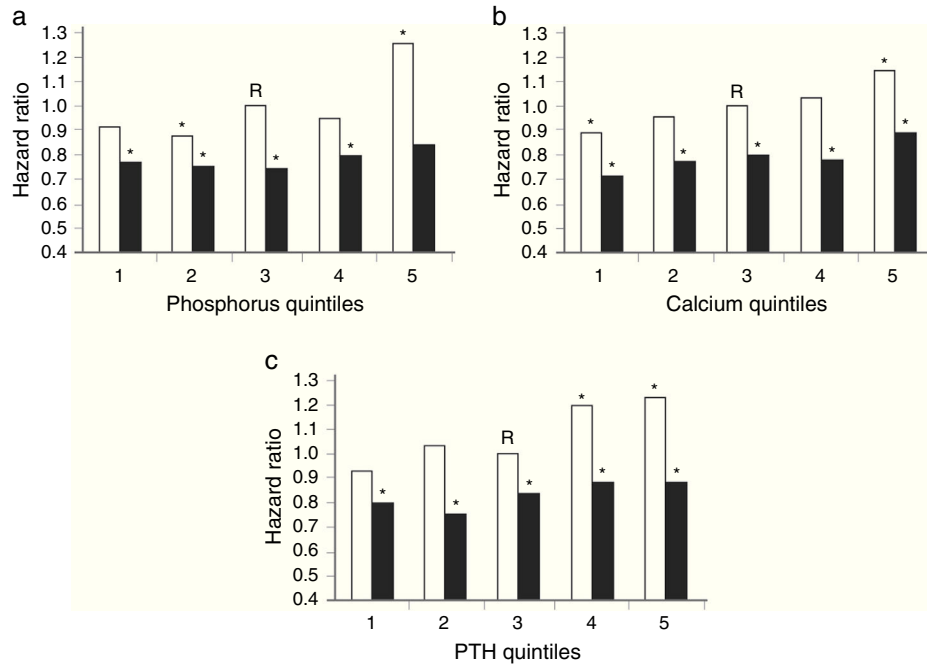 a
Hazard ratio
1.3
1.2
1.1
1.0
0.9
0.8
0.7
0.6
0.5
0.4
* * * R * * * *
1 2 3 4 5
Phosphorus quintiles
b
Hazard ratio
1.3
1.2
1.1
1.0
0.9
0.8
0.7
0.6
0.5
0.4
* * * R * * * *
1 2 3 4 5
Calcium quintiles
c
Hazard ratio
1.3
1.2
1.1
1.0
0.9
0.8
0.7
0.6
0.5
0.4
* * R * * * * *
1 2 3 4 5
PTH quintiles